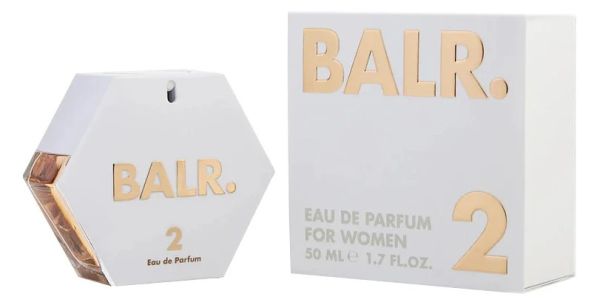 BALR.
2
Eau de Parfum
BALR.
EAU DE PARFUM
FOR WOMEN
50 ML ℮ 1.7 FL.OZ.
2